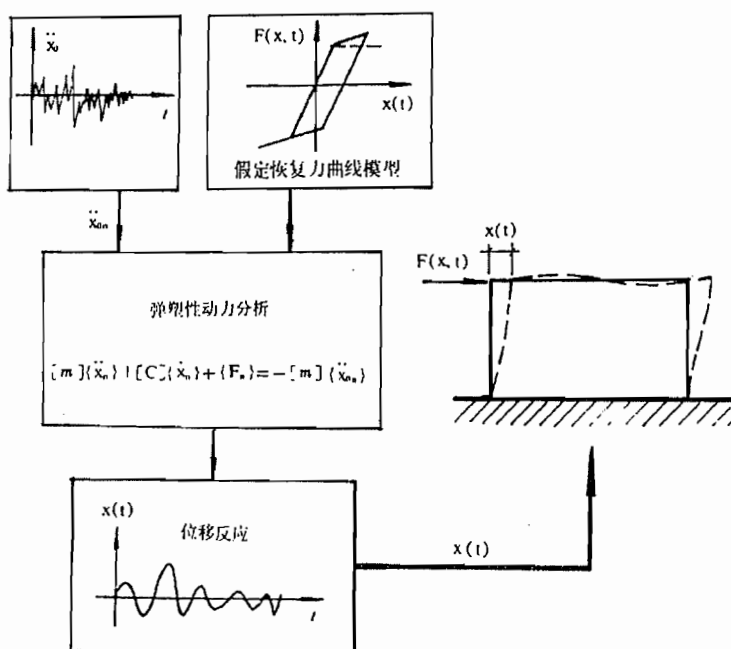 ẍ₀
t
F(x,t)
x(t)
假定恢复力曲线模型
ẍ₀ₙ
弹塑性动力分析
[m]{ẍₙ}+[C]{ẋₙ}+{Fₙ}=-[m]{ẍ₀ₙ}
x(t)
F(x,t)
x(t)
位移反应
t
x(t)